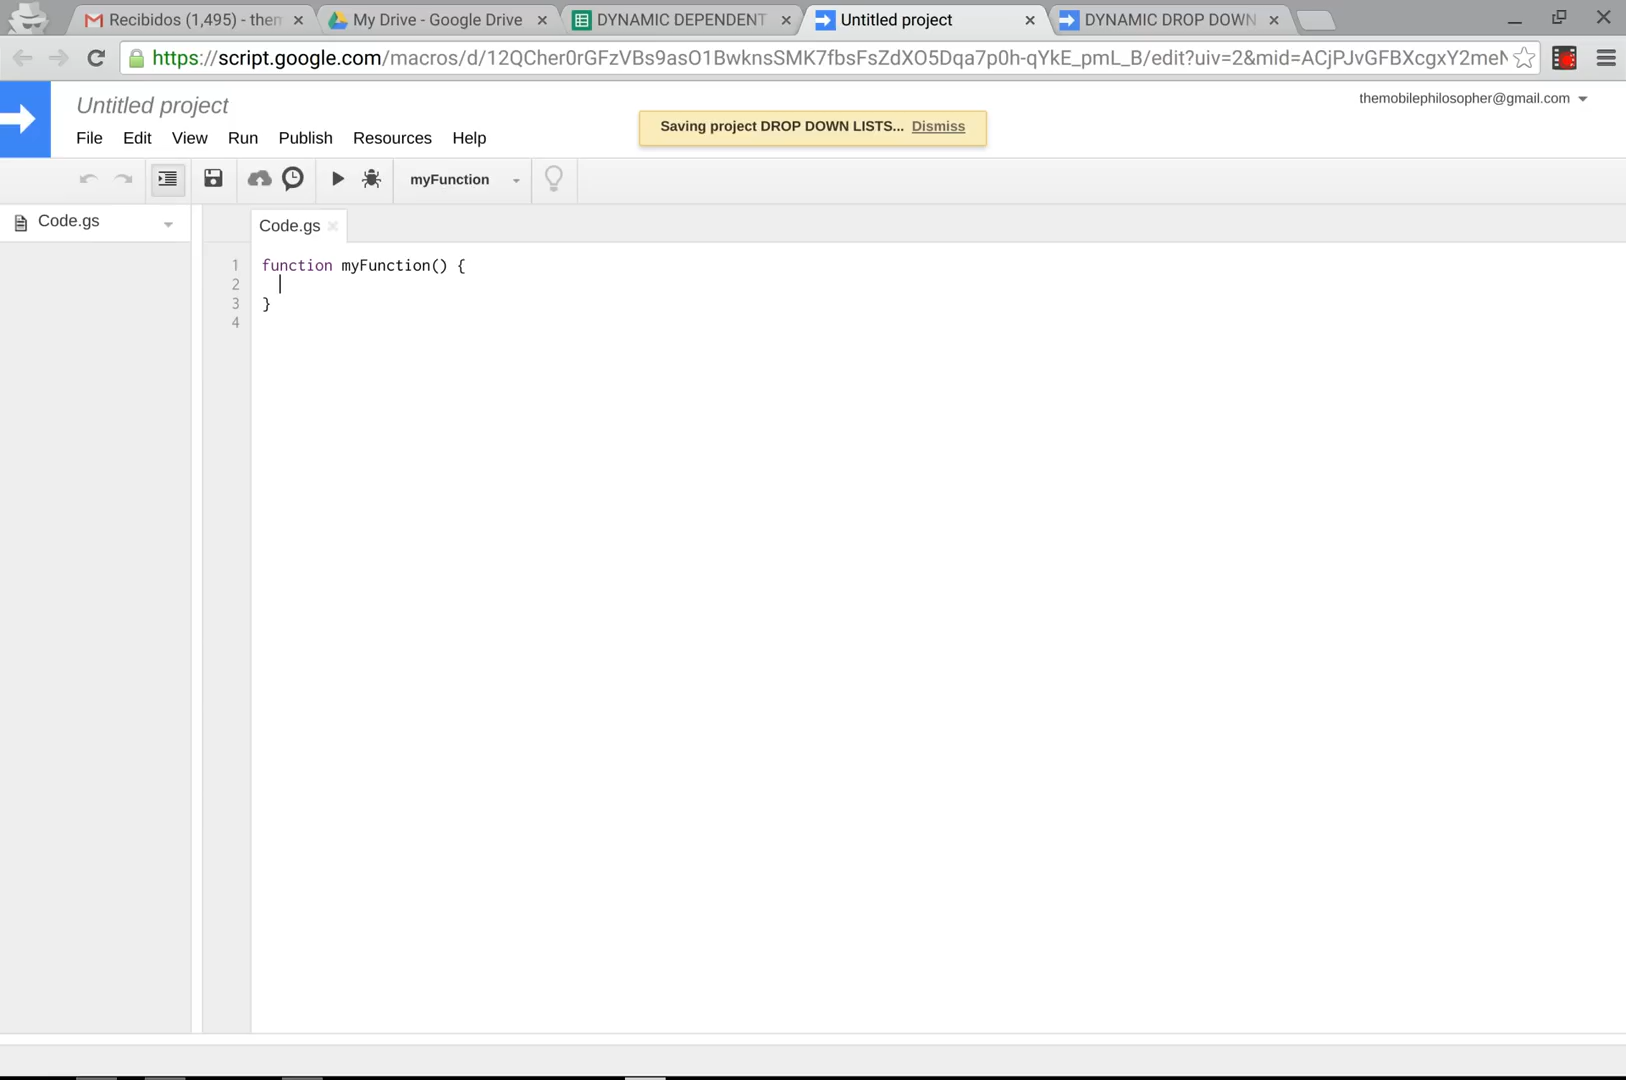 Recibidos (1,495) - them
My Drive - Google Drive
DYNAMIC DEPENDENT
Untitled project
DYNAMIC DROP DOWN
https://script.google.com/macros/d/12QCher0rGFzVBs9asO1BwknsSMK7fbsFsZdXO5Dqa7p0h-qYkE_pmL_B/edit?uiv=2&mid=ACjPJvGFBXcgxY2meN
Untitled project
Saving project DROP DOWN LISTS... Dismiss
themobilephilosopher@gmail.com
File Edit View Run Publish Resources Help
myFunction
Code.gs
Code.gs
1 function myFunction() {
2
3 }
4